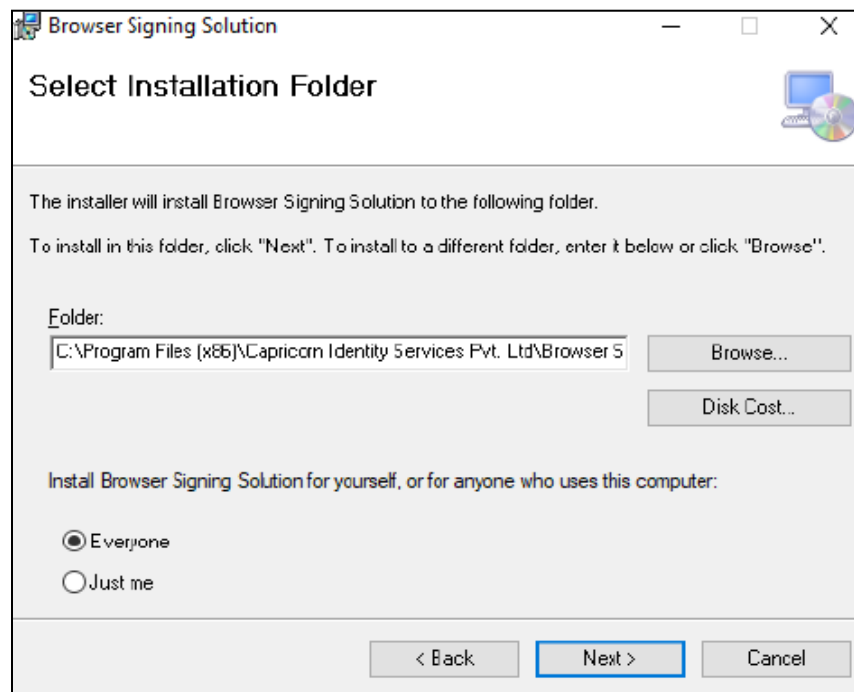 Browser Signing Solution
Select Installation Folder
The installer will install Browser Signing Solution to the following folder.
To install in this folder, click "Next". To install to a different folder, enter it below or click "Browse".
Folder:
C:\Program Files (x86)\Capricorn Identity Services Pvt. Ltd\Browser S
Browse...
Disk Cost...
Install Browser Signing Solution for yourself, or for anyone who uses this computer:
Everyone
Just me
< Back
Next >
Cancel